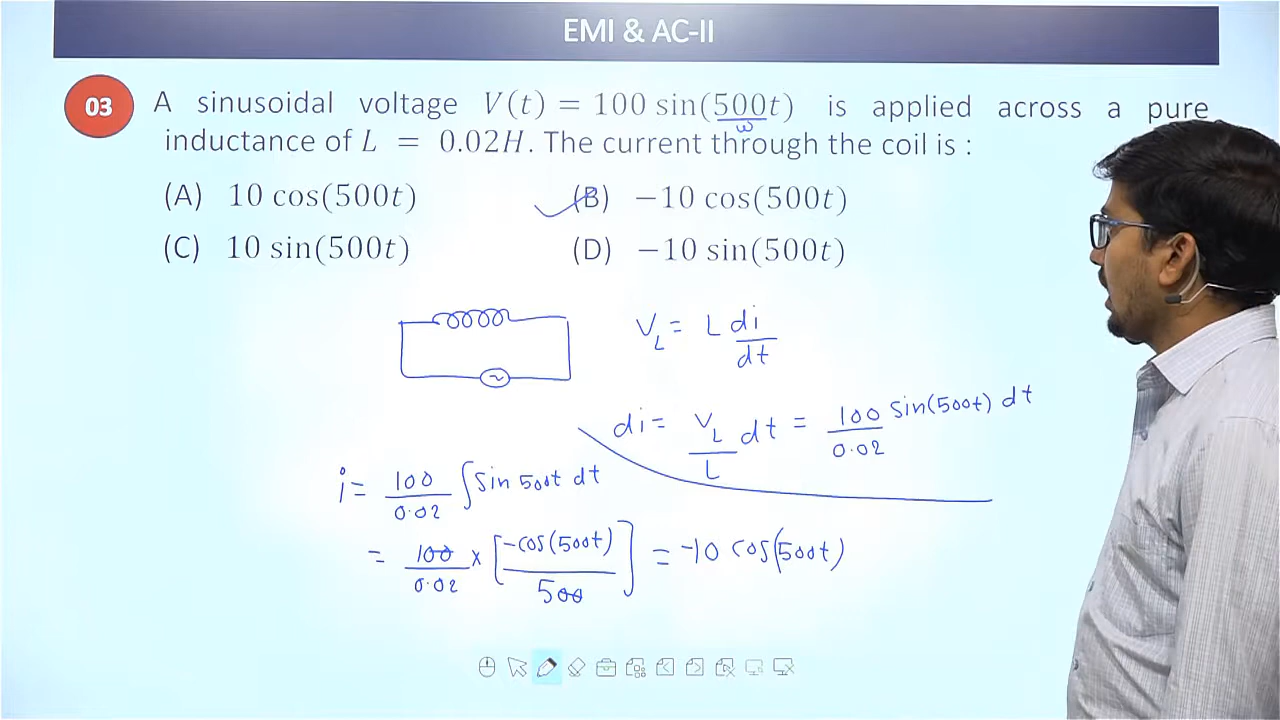 EMI & AC-II
03 A sinusoidal voltage V(t) = 100 sin(500t) is applied across a pure
ω
inductance of L = 0.02H. The current through the coil is :
(A) 10 cos(500t) (B) −10 cos(500t)
(C) 10 sin(500t) (D) −10 sin(500t)
V_L = L di/dt
di = V_L/L dt = 100/0.02 Sin(500t) dt
i = 100/0.02 ∫ Sin 500t dt
= 100/0.02 × [-cos(500t)/500] = -10 cos(500t)